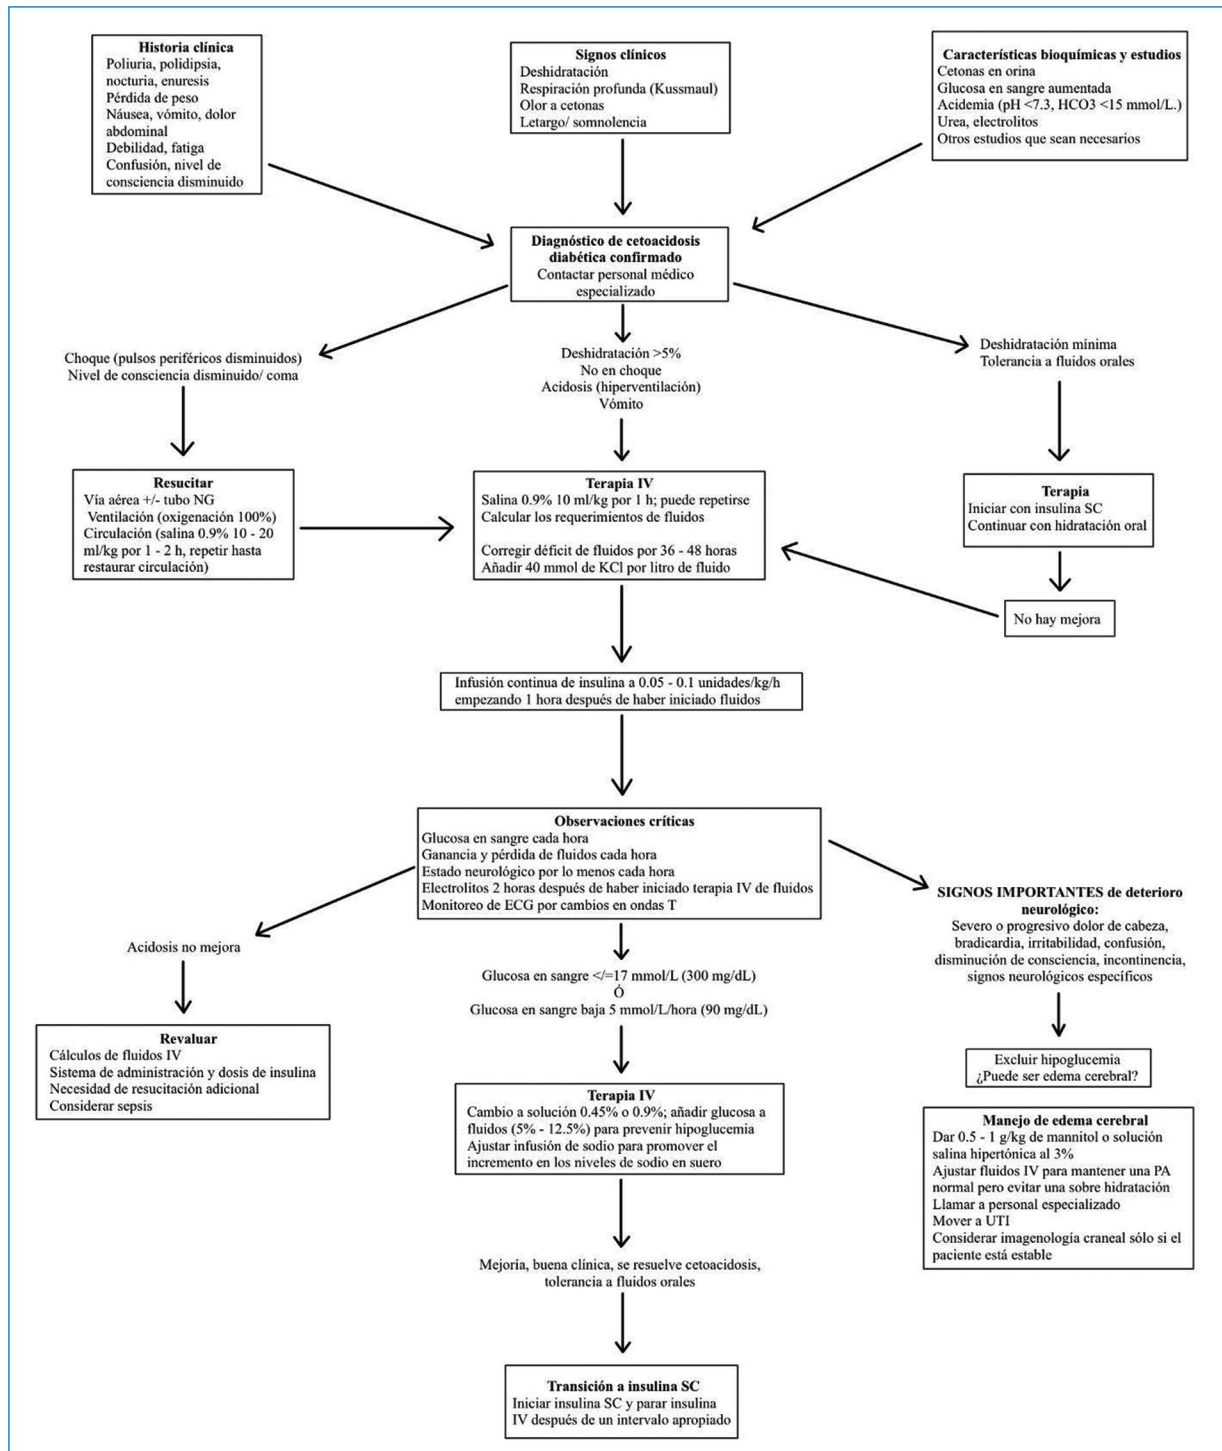 Historia clínica
Poliuria, polidipsia,
nocturia, enuresis
Pérdida de peso
Náusea, vómito, dolor
abdominal
Debilidad, fatiga
Confusión, nivel de
consciencia disminuido
Signos clínicos
Deshidratación
Respiración profunda (Kussmaul)
Olor a cetonas
Letargo/ somnolencia
Características bioquímicas y estudios
Cetonas en orina
Glucosa en sangre aumentada
Acidemia (pH <7.3, HCO3 <15 mmol/L.)
Urea, electrolitos
Otros estudios que sean necesarios
Diagnóstico de cetoacidosis
diabética confirmado
Contactar personal médico
especializado
Choque (pulsos periféricos disminuidos)
Nivel de consciencia disminuido/ coma
Deshidratación >5%
No en choque
Acidosis (hiperventilación)
Vómito
Deshidratación mínima
Tolerancia a fluidos orales
Resucitar
Vía aérea +/- tubo NG
Ventilación (oxigenación 100%)
Circulación (salina 0.9% 10 - 20
ml/kg por 1 - 2 h, repetir hasta
restaurar circulación)
Terapia IV
Salina 0.9% 10 ml/kg por 1 h; puede repetirse
Calcular los requerimientos de fluidos
Corregir déficit de fluidos por 36 - 48 horas
Añadir 40 mmol de KCl por litro de fluido
Terapia
Iniciar con insulina SC
Continuar con hidratación oral
No hay mejora
Infusión continua de insulina a 0.05 - 0.1 unidades/kg/h
empezando 1 hora después de haber iniciado fluidos
Observaciones críticas
Glucosa en sangre cada hora
Ganancia y pérdida de fluidos cada hora
Estado neurológico por lo menos cada hora
Electrolitos 2 horas después de haber iniciado terapia IV de fluidos
Monitoreo de ECG por cambios en ondas T
Acidosis no mejora
Revaluar
Cálculos de fluidos IV
Sistema de administración y dosis de insulina
Necesidad de resucitación adicional
Considerar sepsis
Glucosa en sangre </=17 mmol/L (300 mg/dL)
Ó
Glucosa en sangre baja 5 mmol/L/hora (90 mg/dL)
Terapia IV
Cambio a solución 0.45% o 0.9%; añadir glucosa a
fluidos (5% - 12.5%) para prevenir hipoglucemia
Ajustar infusión de sodio para promover el
incremento en los niveles de sodio en suero
Mejoría, buena clínica, se resuelve cetoacidosis,
tolerancia a fluidos orales
Transición a insulina SC
Iniciar insulina SC y parar insulina
IV después de un intervalo apropiado
SIGNOS IMPORTANTES de deterioro
neurológico:
Severo o progresivo dolor de cabeza,
bradicardia, irritabilidad, confusión,
disminución de consciencia, incontinencia,
signos neurológicos específicos
Excluir hipoglucemia
¿Puede ser edema cerebral?
Manejo de edema cerebral
Dar 0.5 - 1 g/kg de mannitol o solución
salina hipertónica al 3%
Ajustar fluidos IV para mantener una PA
normal pero evitar una sobre hidratación
Llamar a personal especializado
Mover a UTI
Considerar imagenología craneal sólo si el
paciente está estable